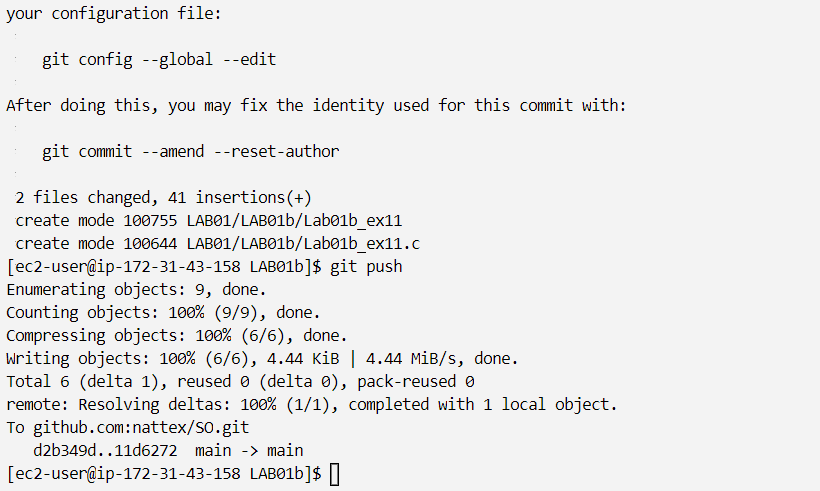 your configuration file:
git config --global --edit
After doing this, you may fix the identity used for this commit with:
git commit --amend --reset-author
2 files changed, 41 insertions(+)
create mode 100755 LAB01/LAB01b/Lab01b_ex11
create mode 100644 LAB01/LAB01b/Lab01b_ex11.c
[ec2-user@ip-172-31-43-158 LAB01b]$ git push
Enumerating objects: 9, done.
Counting objects: 100% (9/9), done.
Compressing objects: 100% (6/6), done.
Writing objects: 100% (6/6), 4.44 KiB | 4.44 MiB/s, done.
Total 6 (delta 1), reused 0 (delta 0), pack-reused 0
remote: Resolving deltas: 100% (1/1), completed with 1 local object.
To github.com:nattex/SO.git
d2b349d..11d6272  main -> main
[ec2-user@ip-172-31-43-158 LAB01b]$